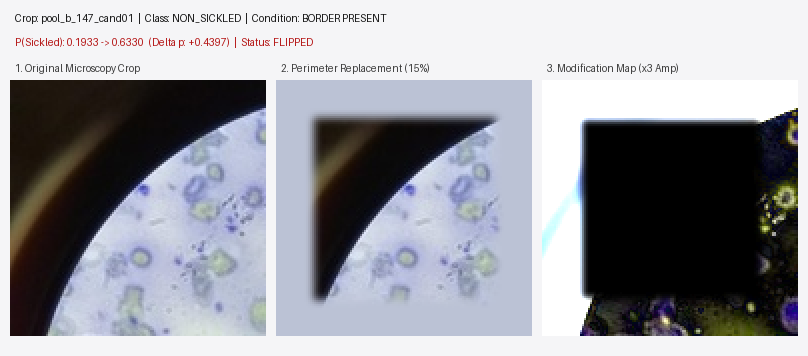 Crop: pool_b_147_cand01 | Class: NON_SICKLED | Condition: BORDER PRESENT
P(Sickled): 0.1933 -> 0.6330 (Delta p: +0.4397) | Status: FLIPPED
1. Original Microscopy Crop
2. Perimeter Replacement (15%)
3. Modification Map (x3 Amp)